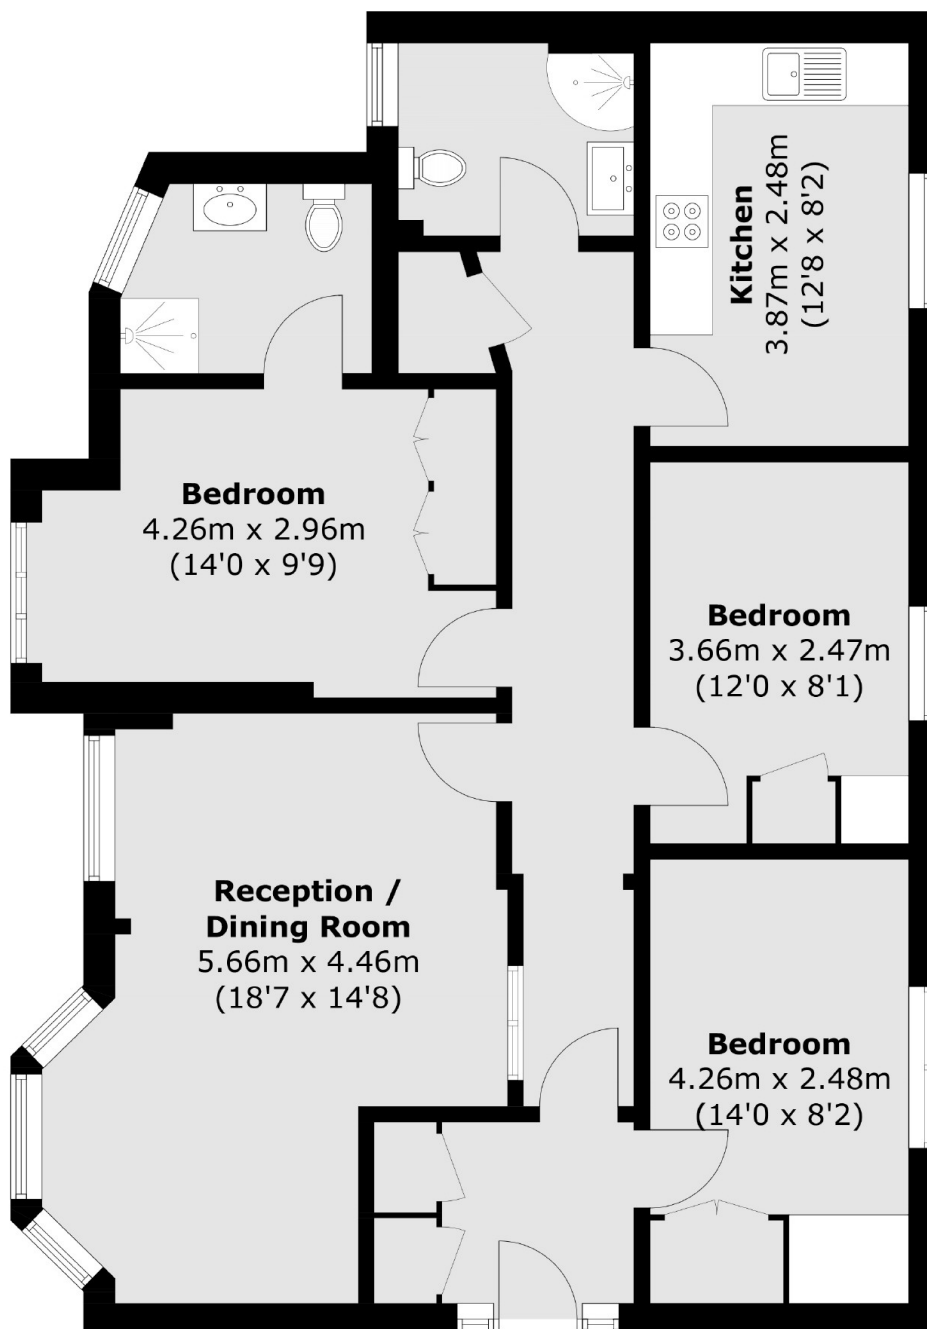 Kitchen
3.87m x 2.48m
(12'8 x 8'2)
Bedroom
4.26m x 2.96m
(14'0 x 9'9)
Bedroom
3.66m x 2.47m
(12'0 x 8'1)
Reception /
Dining Room
5.66m x 4.46m
(18'7 x 14'8)
Bedroom
4.26m x 2.48m
(14'0 x 8'2)